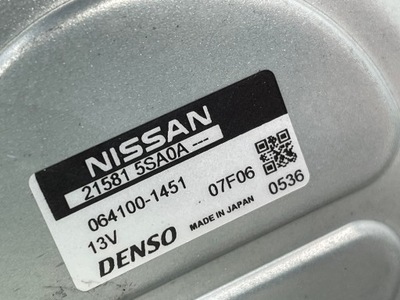 NISSAN
21581 5SA0A ---
064100-1451 07F06
13V MADE IN JAPAN 0536
DENSO